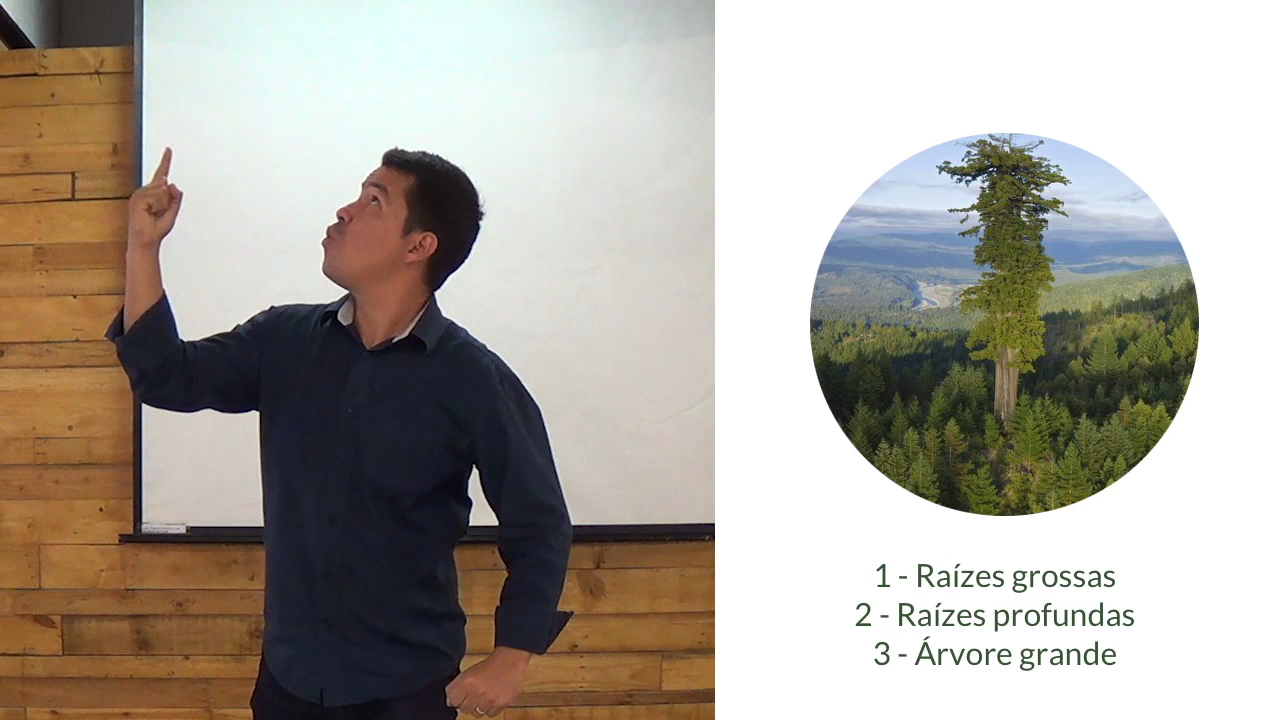 1 - Raízes grossas
2 - Raízes profundas
3 - Árvore grande